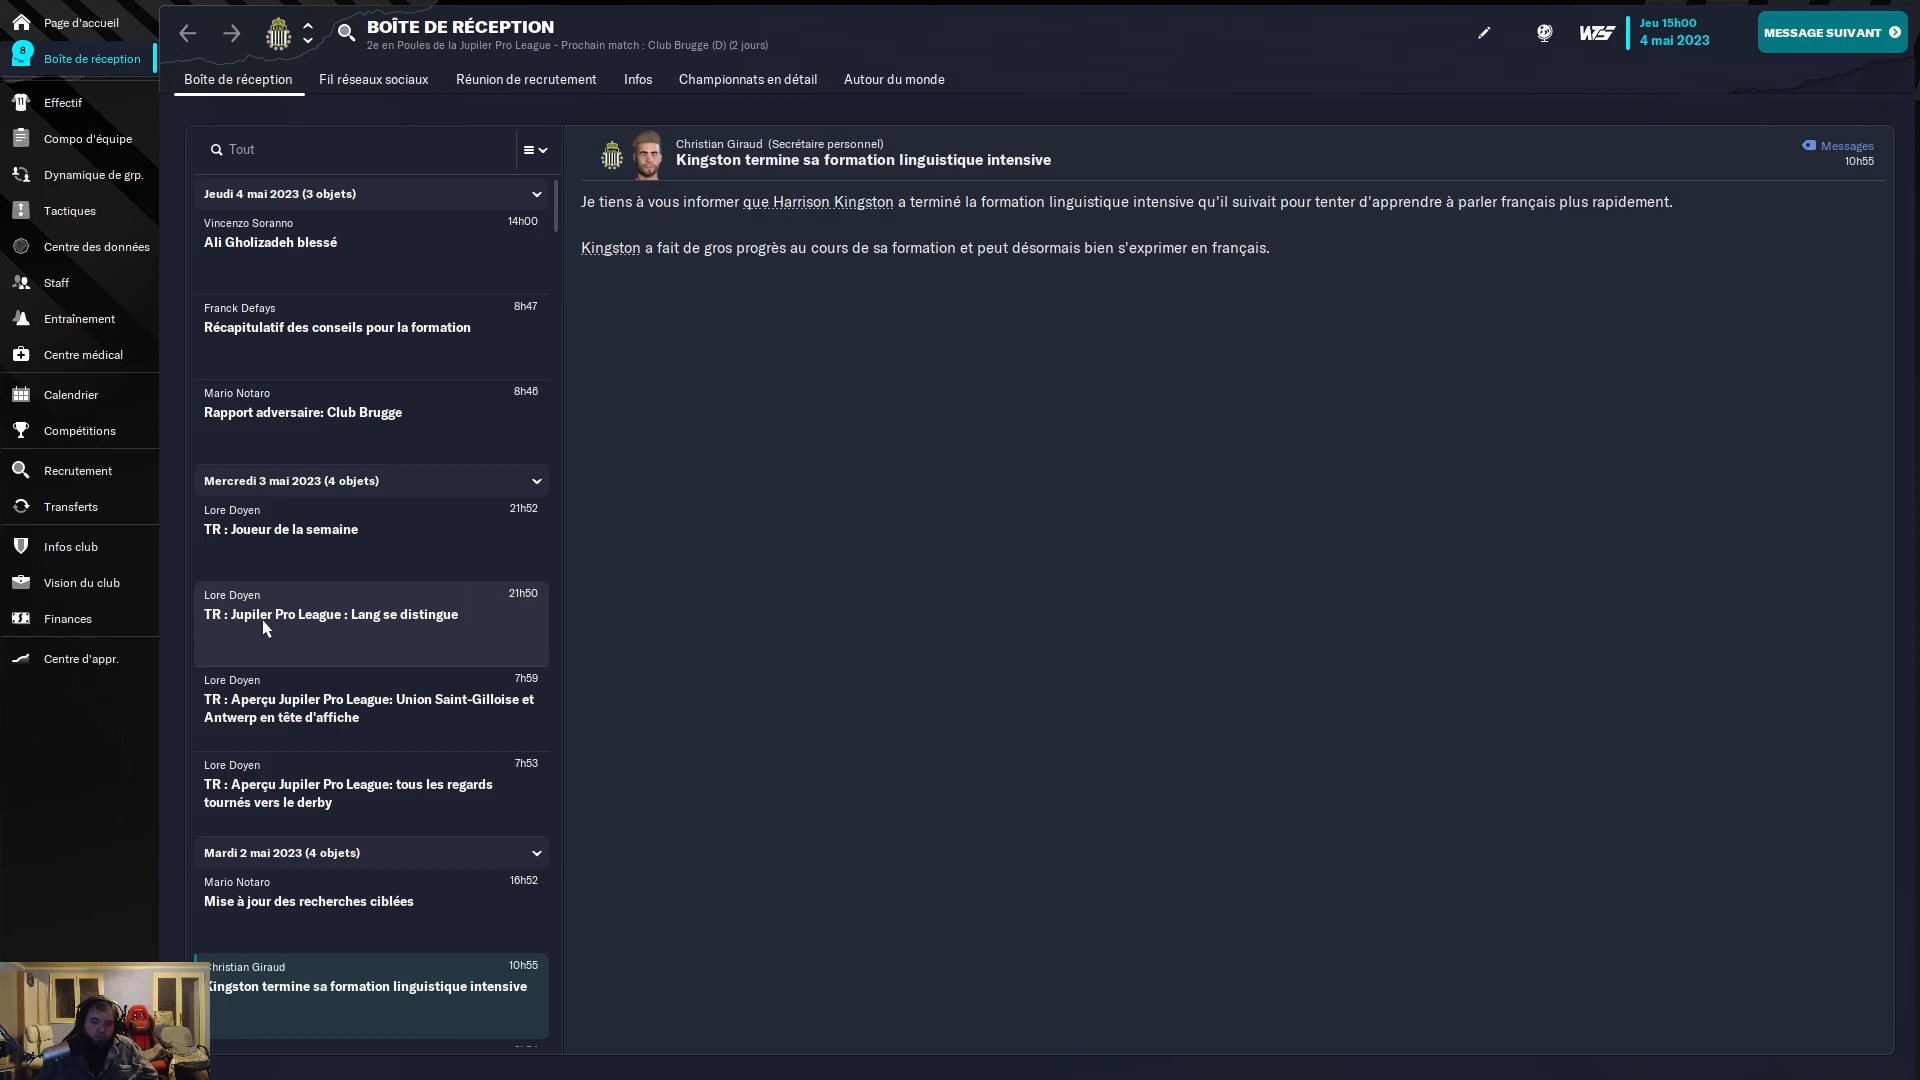 Page d'accueil
8
Boîte de réception
Effectif
Compo d'équipe
Dynamique de grp.
Tactiques
Centre des données
Staff
Entraînement
Centre médical
Calendrier
Compétitions
Recrutement
Transferts
Infos club
Vision du club
Finances
Centre d'appr.
BOÎTE DE RÉCEPTION
2e en Poules de la Jupiler Pro League - Prochain match : Club Brugge (D) (2 jours)
Jeu 15h00
4 mai 2023
MESSAGE SUIVANT
Boîte de réception
Fil réseaux sociaux
Réunion de recrutement
Infos
Championnats en détail
Autour du monde
Tout
Jeudi 4 mai 2023 (3 objets)
Vincenzo Soranno 14h00
Ali Gholizadeh blessé
Franck Defays 8h47
Récapitulatif des conseils pour la formation
Mario Notaro 8h46
Rapport adversaire: Club Brugge
Mercredi 3 mai 2023 (4 objets)
Lore Doyen 21h52
TR : Joueur de la semaine
Lore Doyen 21h50
TR : Jupiler Pro League : Lang se distingue
Lore Doyen 7h59
TR : Aperçu Jupiler Pro League: Union Saint-Gilloise et
Antwerp en tête d'affiche
Lore Doyen 7h53
TR : Aperçu Jupiler Pro League: tous les regards
tournés vers le derby
Mardi 2 mai 2023 (4 objets)
Mario Notaro 16h52
Mise à jour des recherches ciblées
Christian Giraud 10h55
Kingston termine sa formation linguistique intensive
Christian Giraud (Secrétaire personnel)
Kingston termine sa formation linguistique intensive
Messages
10h55
Je tiens à vous informer que Harrison Kingston a terminé la formation linguistique intensive qu'il suivait pour tenter d'apprendre à parler français plus rapidement.
Kingston a fait de gros progrès au cours de sa formation et peut désormais bien s'exprimer en français.